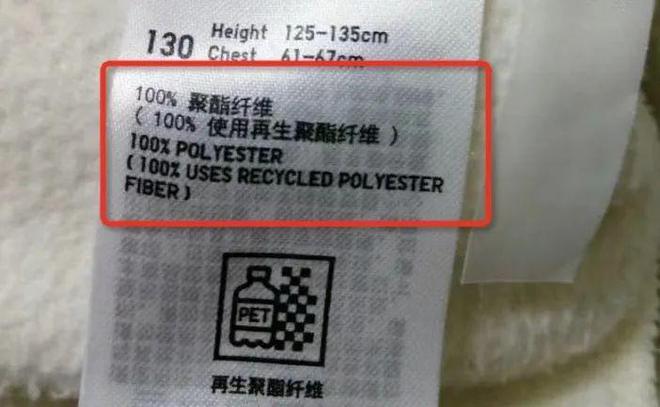 130
Height 125-135cm
Chest 61-67cm
100% 聚酯纤维
( 100% 使用再生聚酯纤维 )
100% POLYESTER
(100% USES RECYCLED POLYESTER
FIBER)
PET
再生聚酯纤维